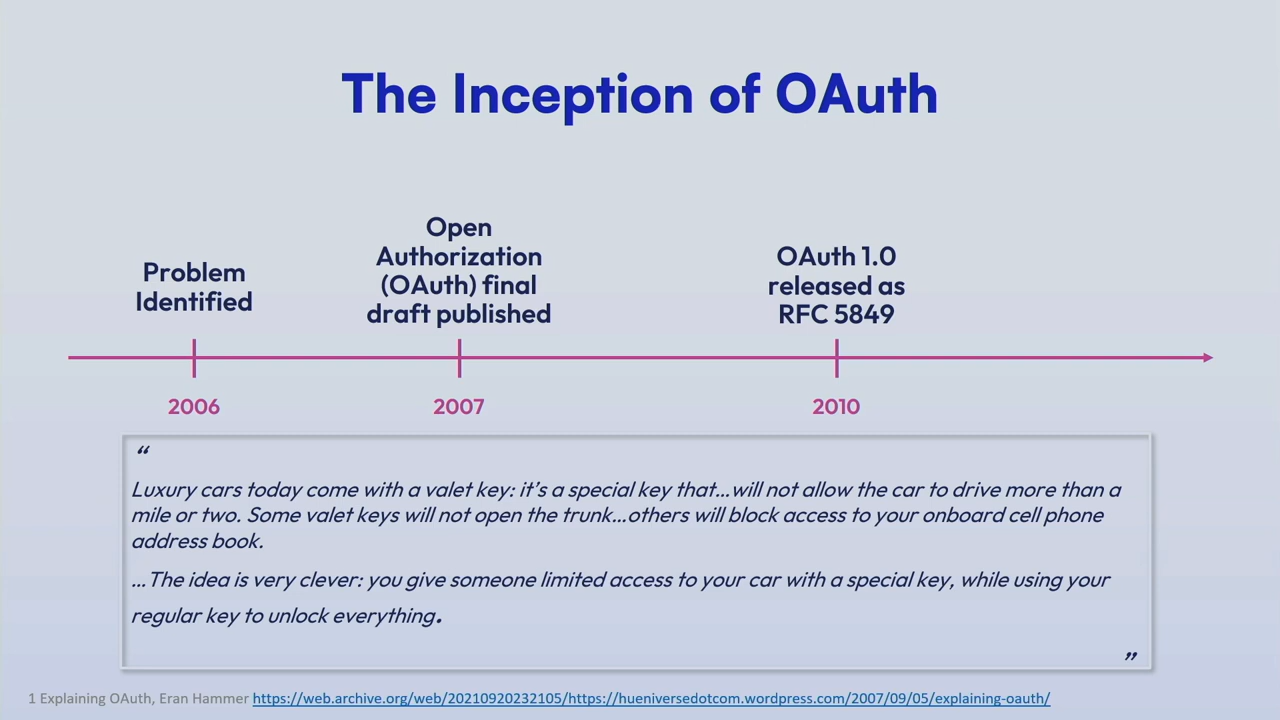 The Inception of OAuth
Problem
Identified
Open
Authorization
(OAuth) final
draft published
OAuth 1.0
released as
RFC 5849
2006
2007
2010
“
Luxury cars today come with a valet key: it’s a special key that…will not allow the car to drive more than a
mile or two. Some valet keys will not open the trunk…others will block access to your onboard cell phone
address book.
…The idea is very clever: you give someone limited access to your car with a special key, while using your
regular key to unlock everything.
”
1 Explaining OAuth, Eran Hammer https://web.archive.org/web/20210920232105/https://hueniversedotcom.wordpress.com/2007/09/05/explaining-oauth/